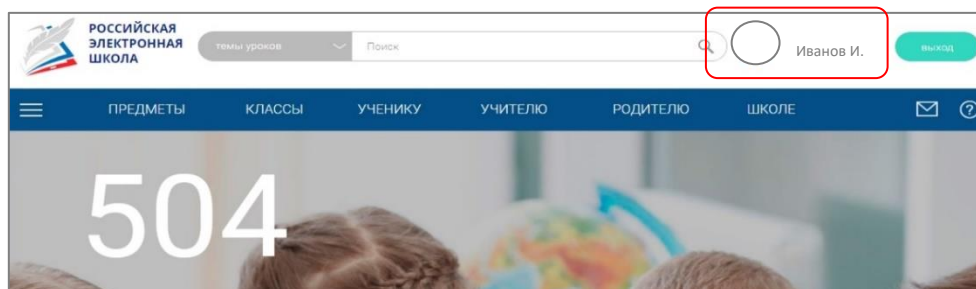 РОССИЙСКАЯ
ЭЛЕКТРОННАЯ
ШКОЛА
темы уроков
Поиск
Иванов И.
выход
ПРЕДМЕТЫ
КЛАССЫ
УЧЕНИКУ
УЧИТЕЛЮ
РОДИТЕЛЮ
ШКОЛЕ
?
504